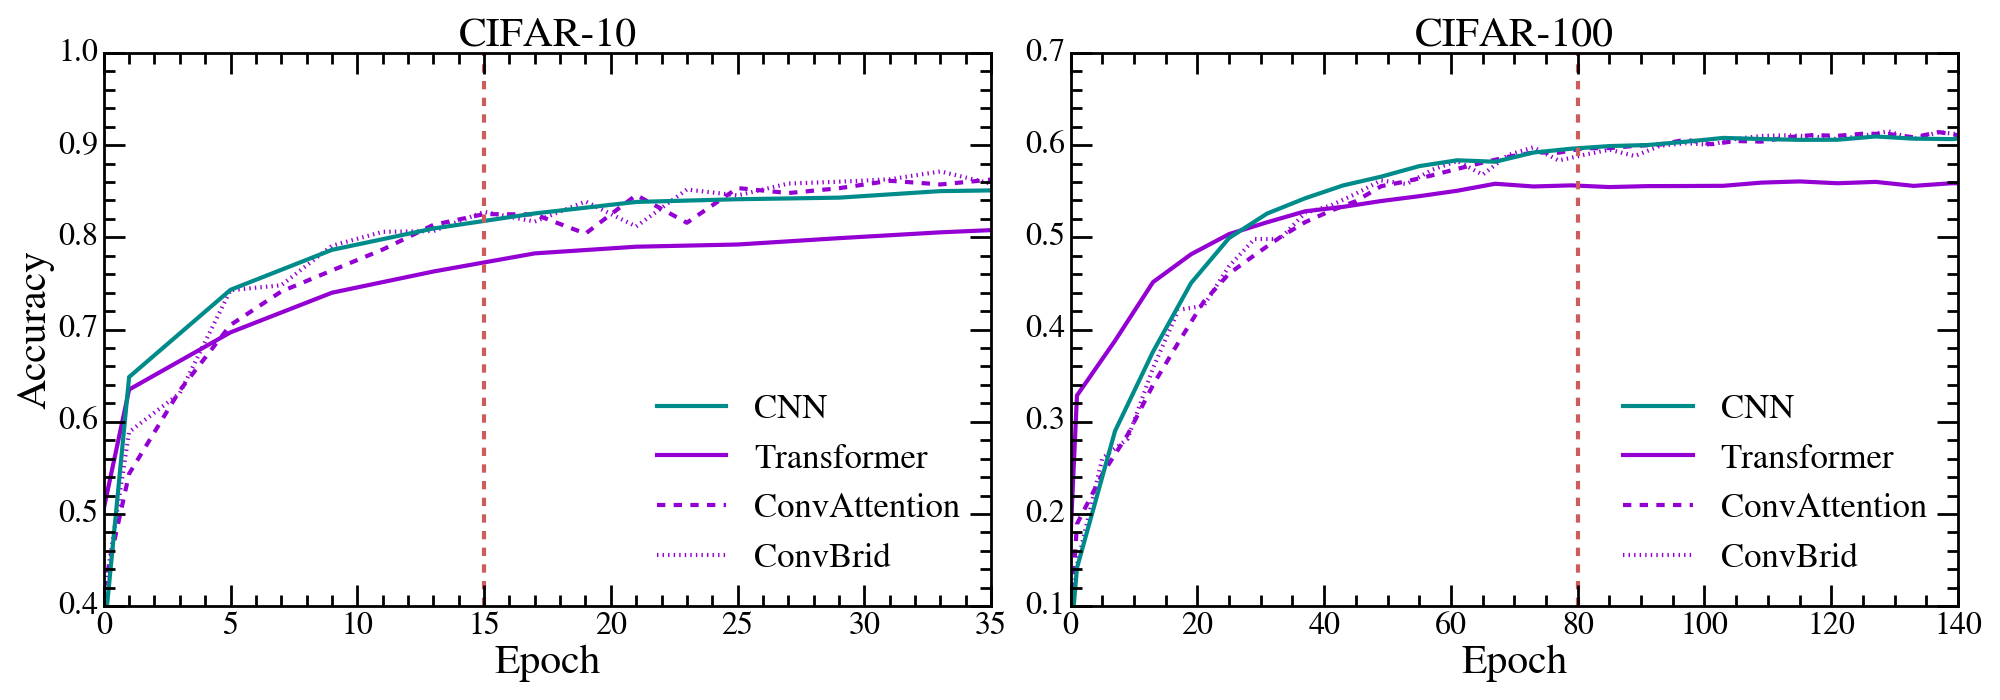 CIFAR-10
1.0
0.9
0.8
0.7
0.6
0.5
0.4
Accuracy
CNN
Transformer
ConvAttention
ConvBrid
0 5 10 15 20 25 30 35
Epoch
CIFAR-100
0.7
0.6
0.5
0.4
0.3
0.2
0.1
CNN
Transformer
ConvAttention
ConvBrid
0 20 40 60 80 100 120 140
Epoch